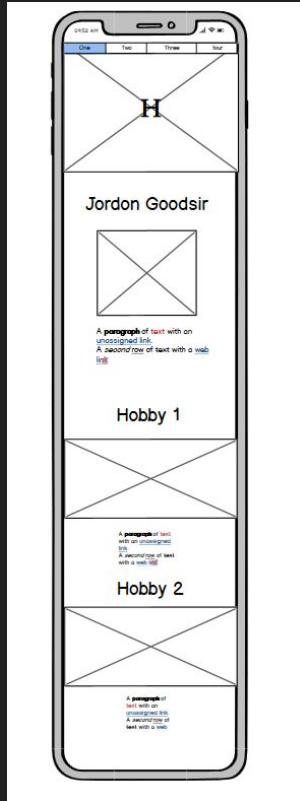 09:52 AM
One Two Three four
H
Jordon Goodsir
A paragraph of text with an
unassigned link.
A second row of text with a web
link
Hobby 1
A paragraph of text
with an unassigned
link.
A second row of text
with a web link
Hobby 2
A paragraph of
text with an
unassigned link.
A second row of
text with a web